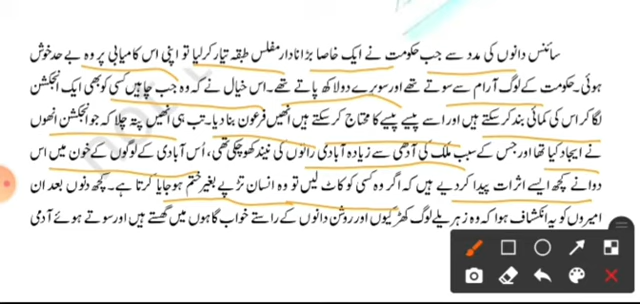 سائنس دانوں کی مدد سے جب حکومت نے ایک خاصا بڑا نادار مفلس طبقہ تیار کر لیا تو اپنی اس کامیابی پر وہ بے حد خوش
ہوئی۔ حکومت کے لوگ آرام سے سوتے تھے اور سویرے دو لاکھ پاتے تھے۔ اس خیال نے کہ وہ جب چاہیں کسی کو بھی ایک انجکشن
لگا کر اس کی کمائی بند کر سکتے ہیں اور اسے پیسے پیسے کا محتاج کر سکتے ہیں انھیں فرعون بنا دیا۔ تب ہی انھیں پتہ چلا کہ جو انجکشن انھوں
نے ایجاد کیا تھا اور جس کے سبب ملک کی آدھی سے زیادہ آبادی راتوں کی نیند کھو چکی تھی، اُس آبادی کے لوگوں کے خون میں اس
دوا نے کچھ ایسے اثرات پیدا کر دیے ہیں کہ اگر وہ کسی کو کاٹ لیں تو وہ انسان تڑپے بغیر ختم ہو جایا کرتا ہے۔ کچھ دنوں بعد ان
امیروں کو یہ انکشاف ہوا کہ وہ زہریلے لوگ کھڑکیوں اور روشن دانوں کے راستے خواب گاہوں میں گھستے ہیں اور سوتے ہوئے آدمی